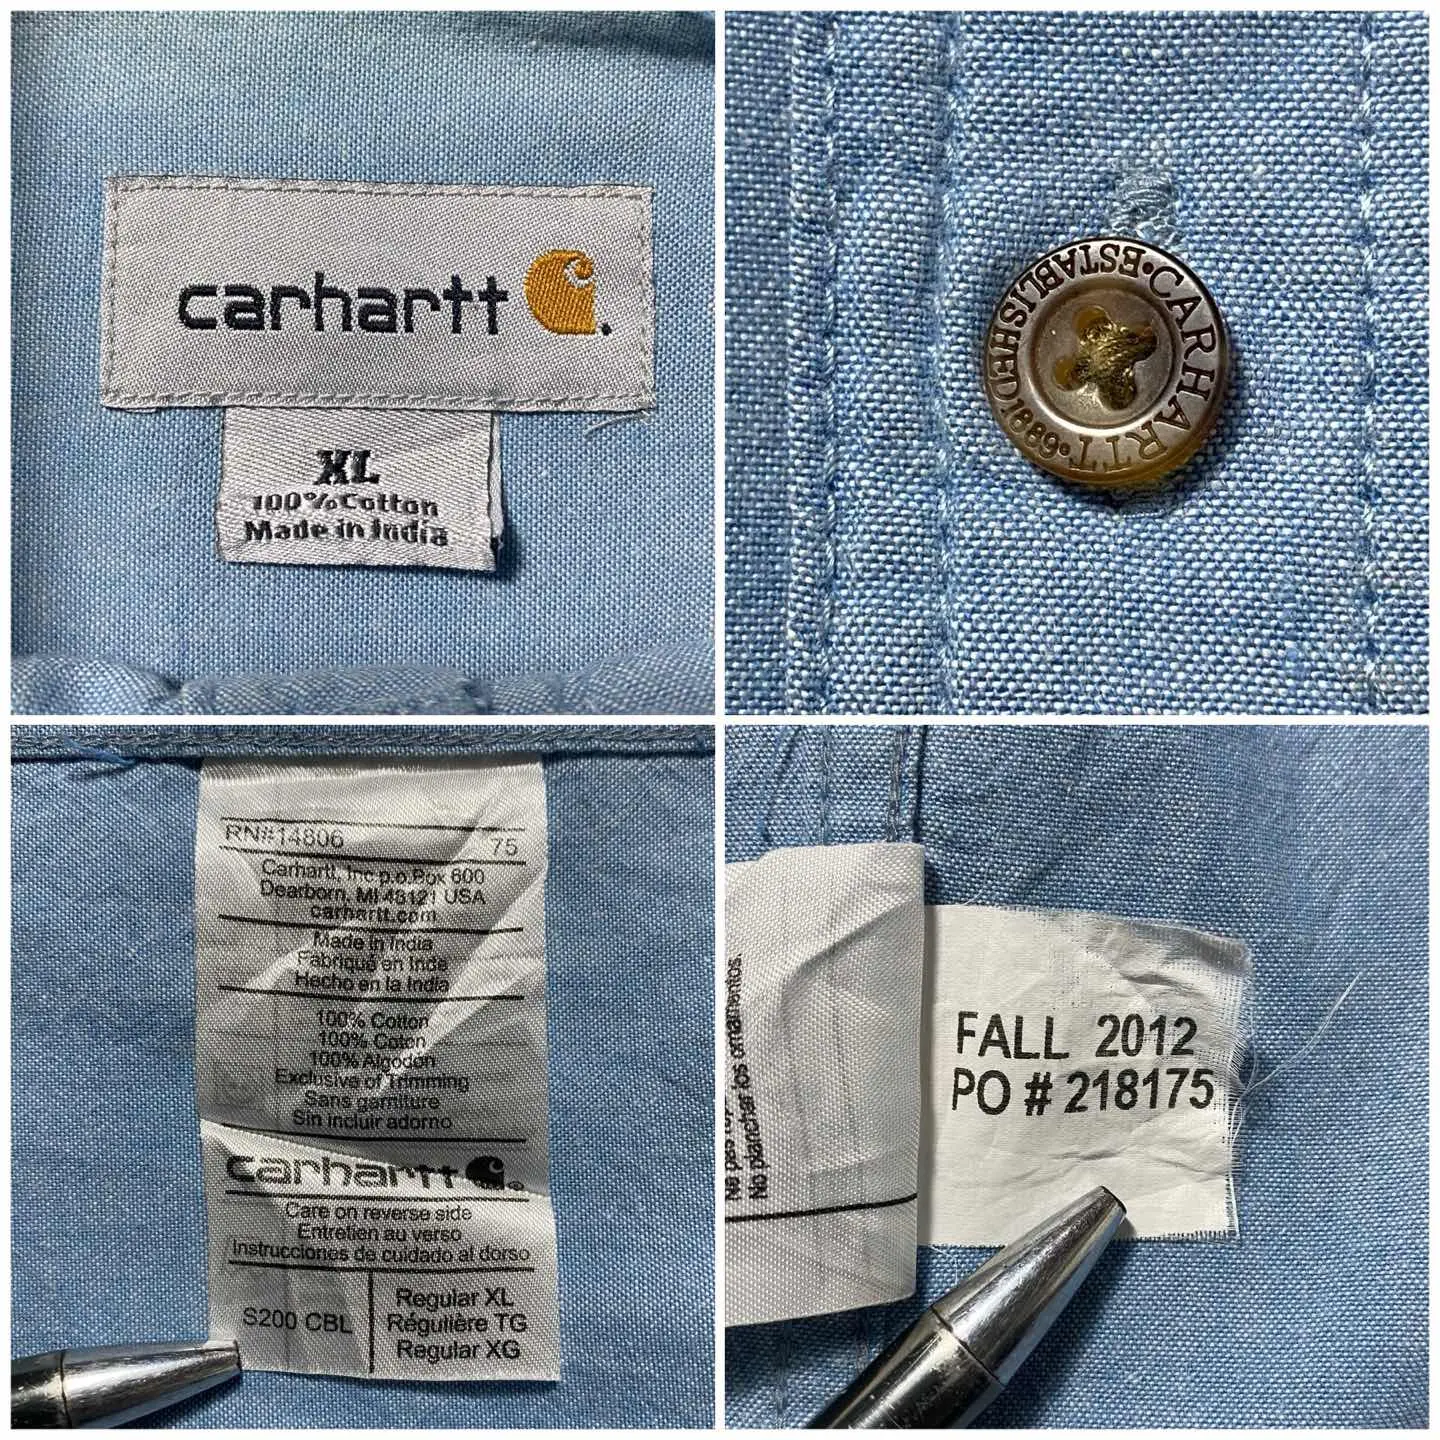 carhartt
XL
100%Cotton
Made in India
CARHARTT • ESTABLISHED 1889 •
RN#14806 75
Carhartt, Inc p.o.Box 600
Dearborn, MI 48121 USA
carhartt.com
Made in India
Fabriqué en Inde
Hecho en la India
100% Cotton
100% Coton
100% Algodon
Exclusive of Trimming
Sans garniture
Sin incluir adorno
carhartt ®
Care on reverse side
Entretien au verso
Instrucciones de cuidado al dorso
S200 CBL
Regular XL
Régulière TG
Regular XG
Ne pas
No planchar los ornamentos.
FALL 2012
PO # 218175